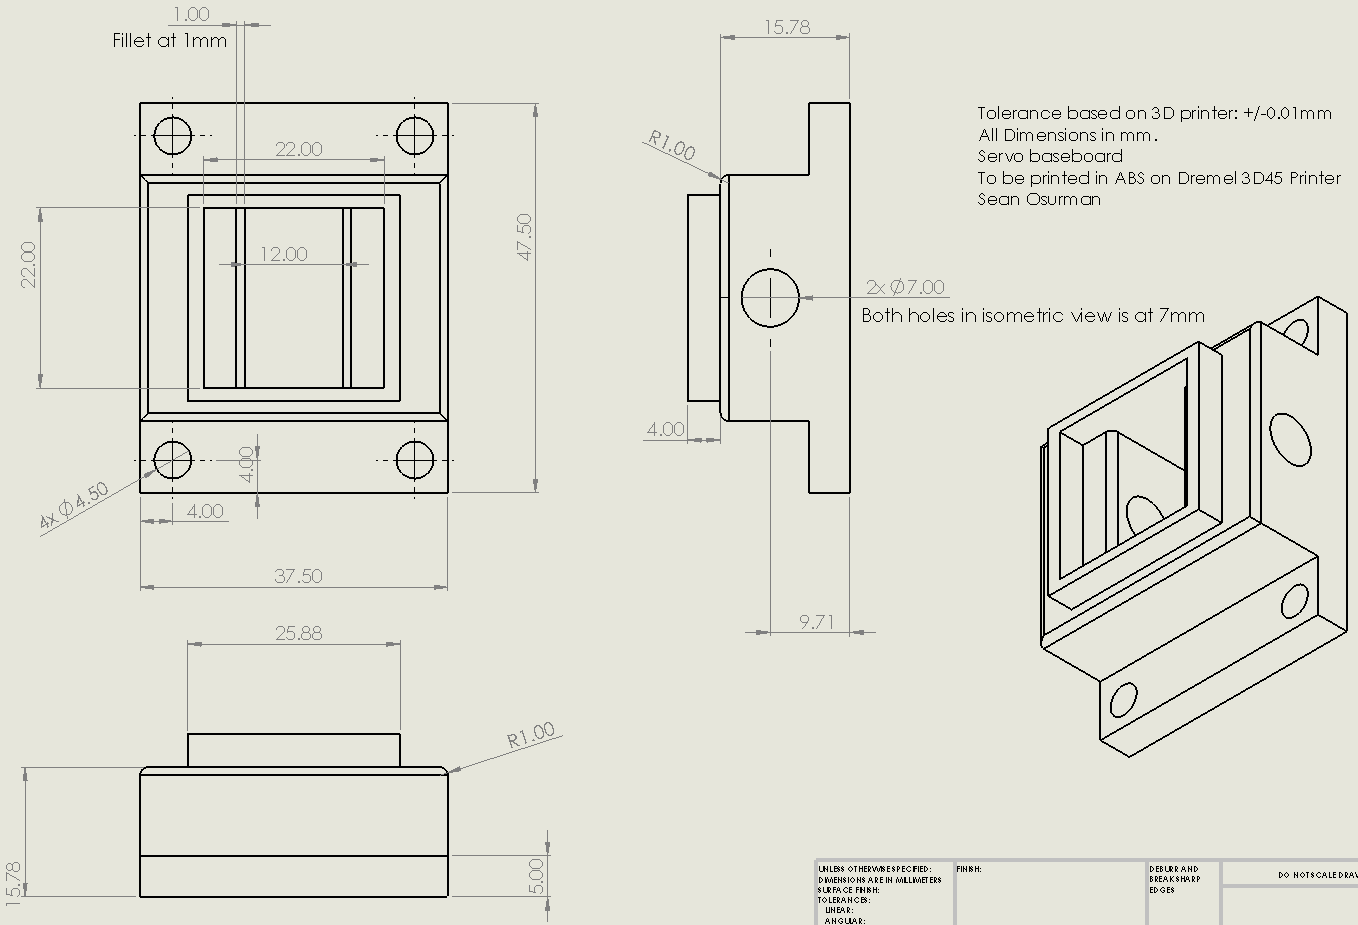 1.00
Fillet at 1mm
22.00
22.00
12.00
47.50
4.00
4.00
4x Ø4.50
37.50
15.78
R1.00
2x Ø7.00
Both holes in isometric view is at 7mm
4.00
9.71
Tolerance based on 3D printer: +/-0.01mm
All Dimensions in mm.
Servo baseboard
To be printed in ABS on Dremel 3D45 Printer
Sean Osurman
25.88
R1.00
15.78
5.00
UNLESS OTHERWISE SPECIFIED:
DIMENSIONS ARE IN MILLIMETERS
SURFACE FINISH:
TOLERANCES:
LINEAR:
ANGULAR:
FINISH:
DEBURR AND
BREAK SHARP
EDGES
DO NOT SCALE DRAW